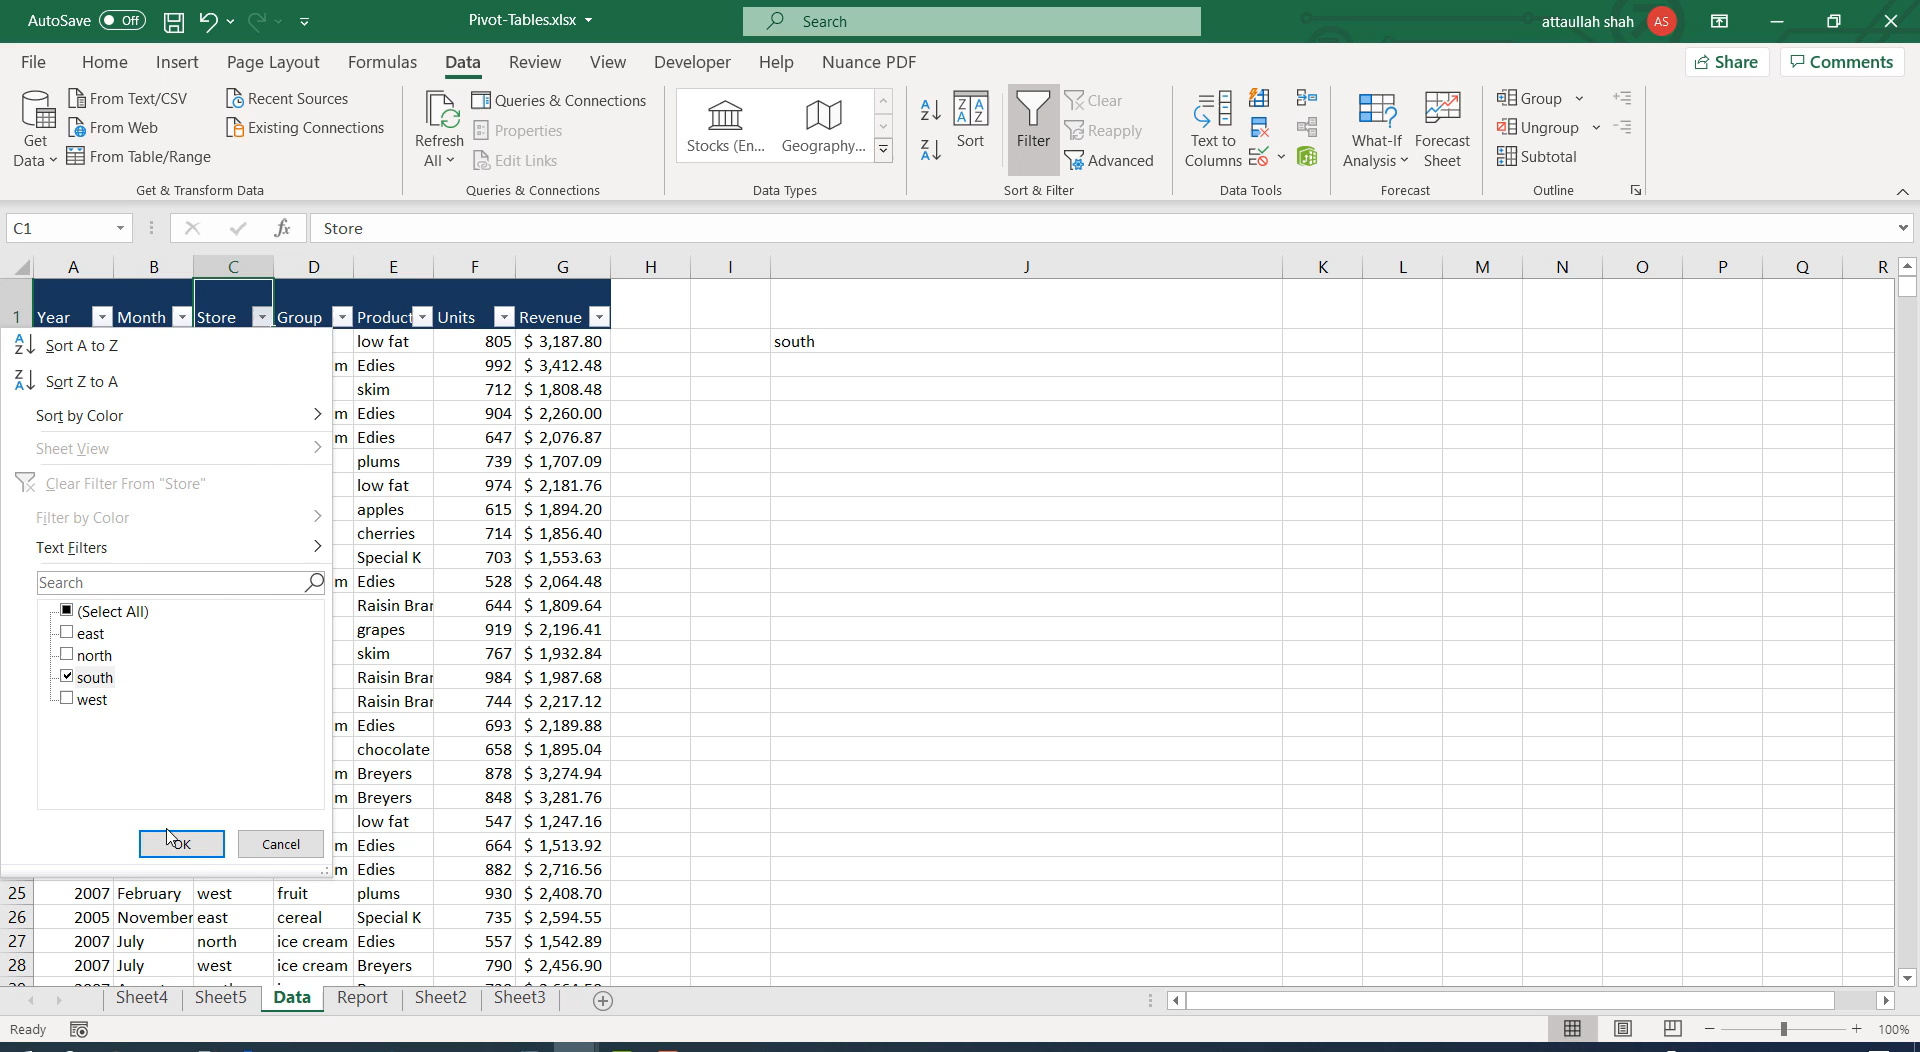 AutoSave Off Pivot-Tables.xlsx Search attaullah shah AS
File Home Insert Page Layout Formulas Data Review View Developer Help Nuance PDF Share Comments
Get Data From Text/CSV From Web From Table/Range Recent Sources Existing Connections
Get & Transform Data
Refresh All Queries & Connections Properties Edit Links
Queries & Connections
Stocks (En... Geography...
Data Types
Sort Filter Clear Reapply Advanced
Sort & Filter
Text to Columns
Data Tools
What-If Analysis Forecast Sheet
Forecast
Group Ungroup Subtotal
Outline
C1 fx Store
A B C D E F G H I J K L M N O P Q R
1 Year Month Store Group Product Units Revenue
Sort A to Z
Sort Z to A
Sort by Color
Sheet View
Clear Filter From "Store"
Filter by Color
Text Filters
Search
(Select All)
east
north
south
west
OK Cancel
low fat 805 $ 3,187.80 south
m Edies 992 $ 3,412.48
skim 712 $ 1,808.48
m Edies 904 $ 2,260.00
m Edies 647 $ 2,076.87
plums 739 $ 1,707.09
low fat 974 $ 2,181.76
apples 615 $ 1,894.20
cherries 714 $ 1,856.40
Special K 703 $ 1,553.63
m Edies 528 $ 2,064.48
Raisin Bran 644 $ 1,809.64
grapes 919 $ 2,196.41
skim 767 $ 1,932.84
Raisin Bran 984 $ 1,987.68
Raisin Bran 744 $ 2,217.12
m Edies 693 $ 2,189.88
chocolate 658 $ 1,895.04
m Breyers 878 $ 3,274.94
m Breyers 848 $ 3,281.76
low fat 547 $ 1,247.16
m Edies 664 $ 1,513.92
m Edies 882 $ 2,716.56
25 2007 February west fruit plums 930 $ 2,408.70
26 2005 November east cereal Special K 735 $ 2,594.55
27 2007 July north ice cream Edies 557 $ 1,542.89
28 2007 July west ice cream Breyers 790 $ 2,456.90
Sheet4 Sheet5 Data Report Sheet2 Sheet3
Ready 100%